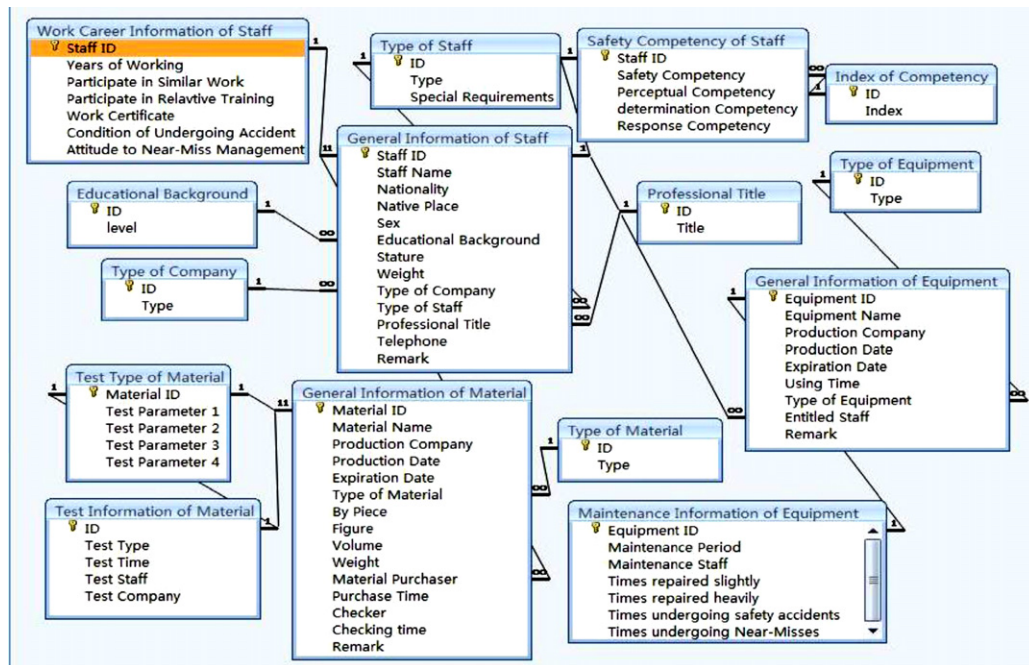 Work Career Information of Staff
Staff ID
Years of Working
Participate in Similar Work
Participate in Relavtive Training
Work Certificate
Condition of Undergoing Accident
Attitude to Near-Miss Management
Type of Staff
ID
Type
Special Requirements
Safety Competency of Staff
Staff ID
Safety Competency
Perceptual Competency
determination Competency
Response Competency
Index of Competency
ID
Index
General Information of Staff
Staff ID
Staff Name
Nationality
Native Place
Sex
Educational Background
Stature
Weight
Type of Company
Type of Staff
Professional Title
Telephone
Remark
Educational Background
ID
level
Type of Company
ID
Type
Professional Title
ID
Title
Type of Equipment
ID
Type
General Information of Equipment
Equipment ID
Equipment Name
Production Company
Production Date
Expiration Date
Using Time
Type of Equipment
Entitled Staff
Remark
Test Type of Material
Material ID
Test Parameter 1
Test Parameter 2
Test Parameter 3
Test Parameter 4
General Information of Material
Material ID
Material Name
Production Company
Production Date
Expiration Date
Type of Material
By Piece
Figure
Volume
Weight
Material Purchaser
Purchase Time
Checker
Checking time
Remark
Type of Material
ID
Type
Test Information of Material
ID
Test Type
Test Time
Test Staff
Test Company
Maintenance Information of Equipment
Equipment ID
Maintenance Period
Maintenance Staff
Times repaired slightly
Times repaired heavily
Times undergoing safety accidents
Times undergoing Near-Misses